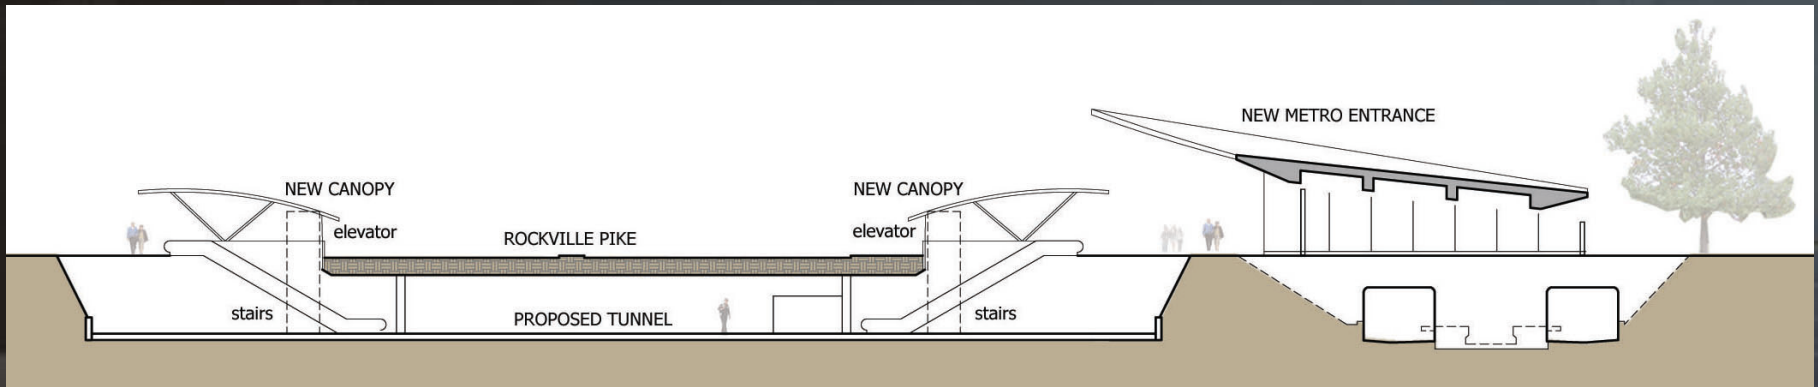 NEW METRO ENTRANCE
NEW CANOPY
NEW CANOPY
elevator
ROCKVILLE PIKE
elevator
stairs
PROPOSED TUNNEL
stairs